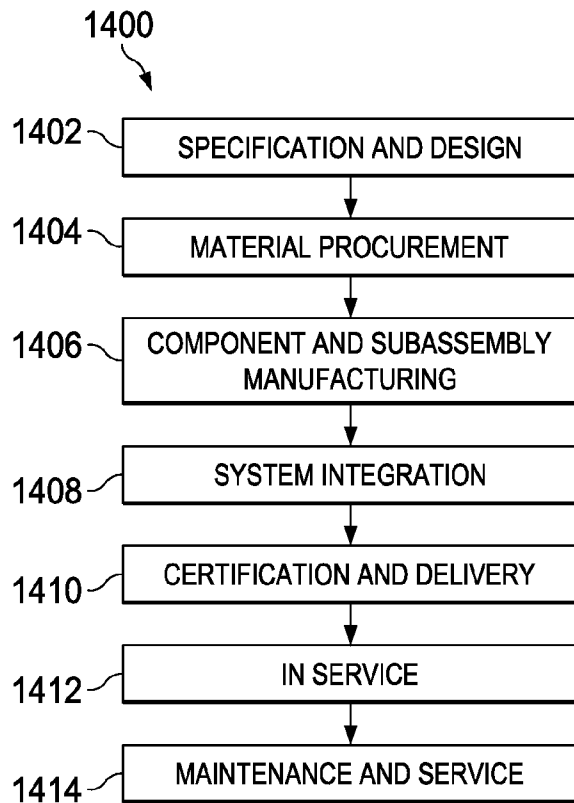 1400
1402
SPECIFICATION AND DESIGN
1404
MATERIAL PROCUREMENT
1406
COMPONENT AND SUBASSEMBLY
MANUFACTURING
1408
SYSTEM INTEGRATION
1410
CERTIFICATION AND DELIVERY
1412
IN SERVICE
1414
MAINTENANCE AND SERVICE